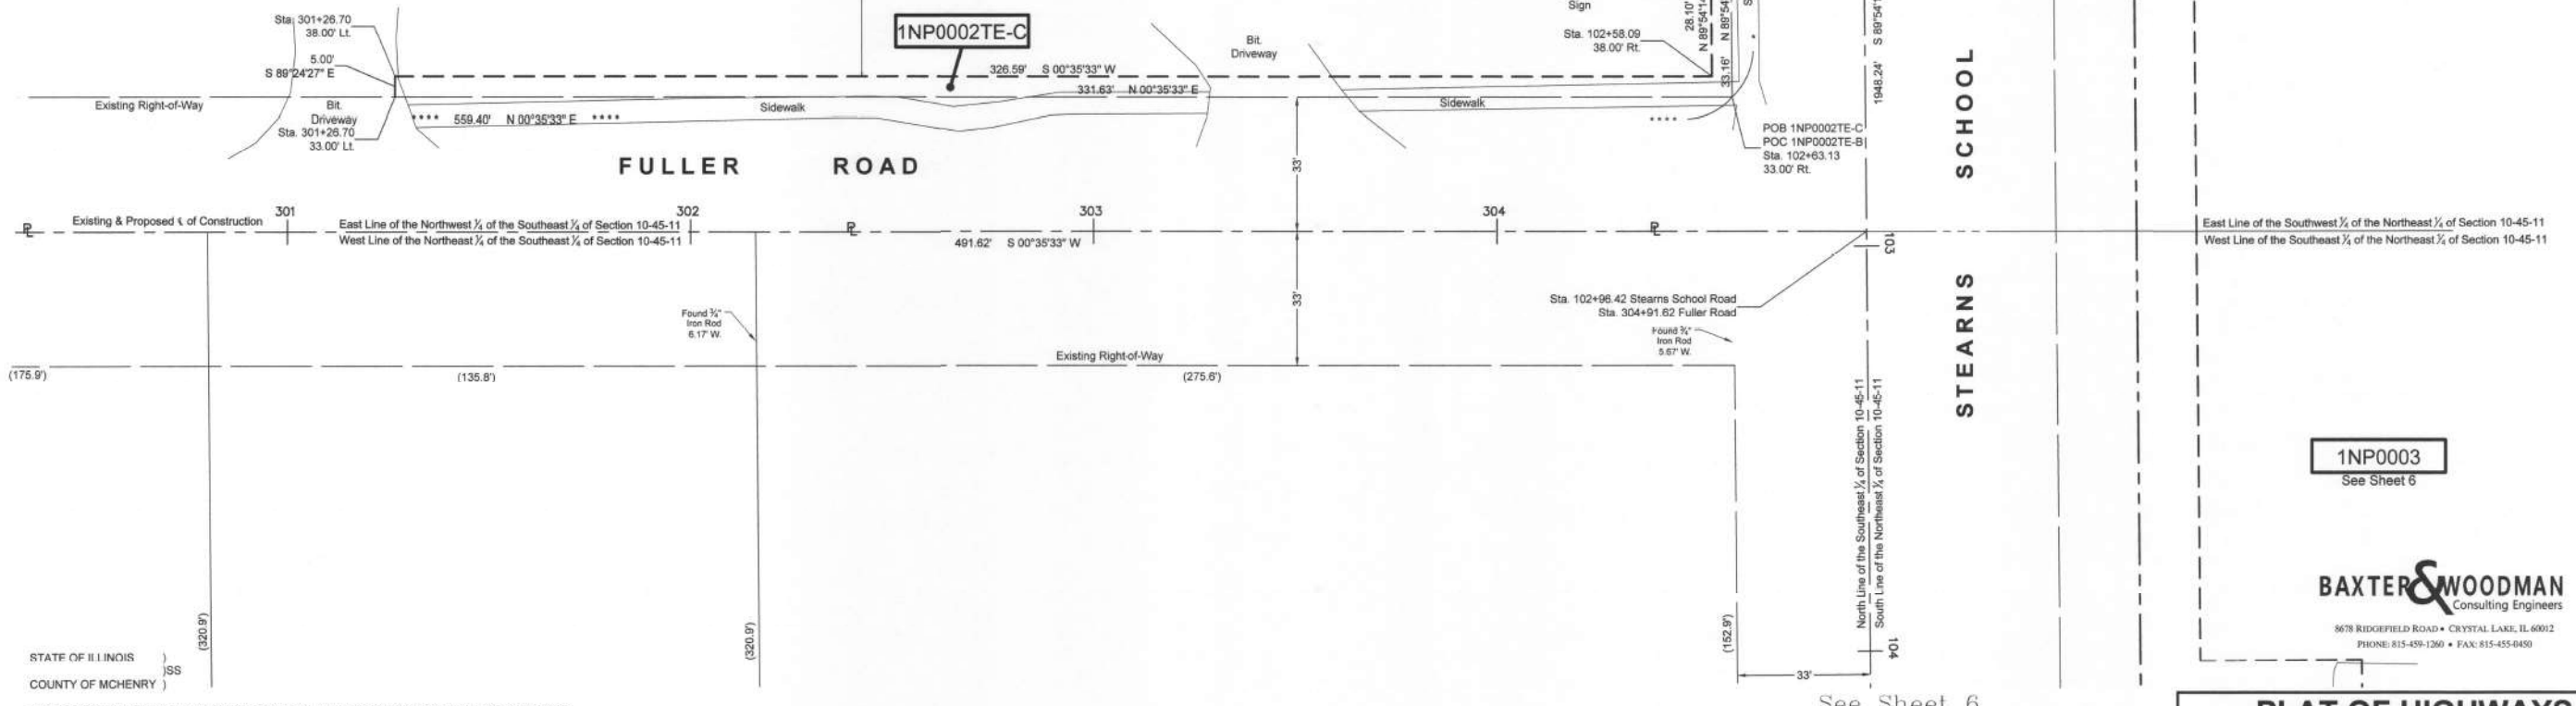 Sta. 301+26.70
38.00' Lt.
5.00'
S 89°24'27" E
1NP0002TE-C
Bit.
Driveway
Sign
Sta. 102+58.09
38.00' Rt.
28.10'
N 89°54'1
33.16'
N 89°54'
S
1948.24' S 89°54'1
326.59' S 00°35'33" W
331.63' N 00°35'33" E
Existing Right-of-Way
Bit.
Driveway
Sta. 301+26.70
33.00' Lt.
**** 559.40' N 00°35'33" E ****
Sidewalk
Sidewalk
****
*
POB 1NP0002TE-C
POC 1NP0002TE-B
Sta. 102+63.13
33.00' Rt.
FULLER ROAD
33'
STEARNS SCHOOL
Existing & Proposed ℄ of Construction
301
302
303
304
103
East Line of the Northwest ¼ of the Southeast ¼ of Section 10-45-11
West Line of the Northeast ¼ of the Southeast ¼ of Section 10-45-11
491.62' S 00°35'33" W
East Line of the Southwest ¼ of the Northeast ¼ of Section 10-45-11
West Line of the Southeast ¼ of the Northeast ¼ of Section 10-45-11
33'
Sta. 102+96.42 Stearns School Road
Sta. 304+91.62 Fuller Road
Found ¾"
Iron Rod
6.17' W.
Found ¾"
Iron Rod
5.67' W.
Existing Right-of-Way
(175.9')
(135.8')
(275.6')
North Line of the Southeast ¼ of Section 10-45-11
South Line of the Northeast ¼ of Section 10-45-11
1NP0003
See Sheet 6
(320.9')
(320.9')
(152.9')
104
33'
BAXTER & WOODMAN
Consulting Engineers
8678 RIDGEFIELD ROAD • CRYSTAL LAKE, IL 60012
PHONE: 815-459-1260 • FAX: 815-455-0450
STATE OF ILLINOIS )
)SS
COUNTY OF MCHENRY )
See Sheet 6
PLAT OF HIGHWAYS